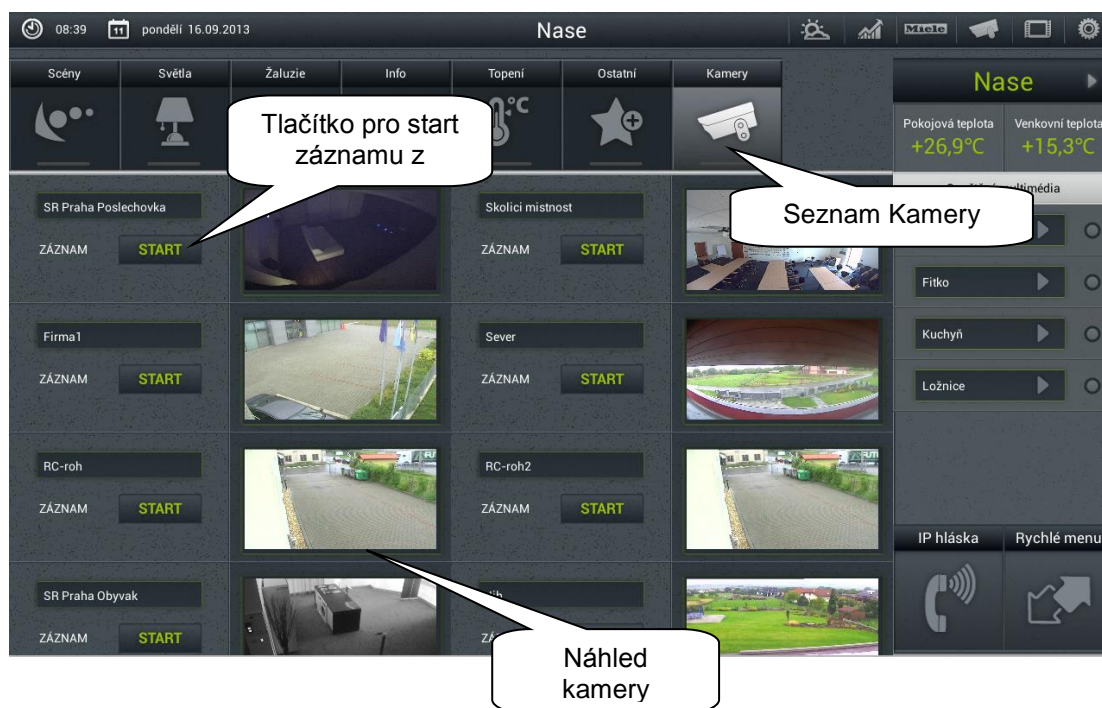 08:39
11
pondělí 16.09.2013
Nase
Miele
Scény
Světla
Žaluzie
Info
Topení
Ostatní
Kamery
°C
Nase
Pokojová teplota
Venkovní teplota
+26,9°C
+15,3°C
Tlačítko pro start
záznamu z
Seznam Kamery
SR Praha Poslechovka
ZÁZNAM
START
Skolici mistnost
ZÁZNAM
START
Fitko
Kuchyň
Ložnice
Firma1
ZÁZNAM
START
Sever
ZÁZNAM
START
RC-roh
ZÁZNAM
START
RC-roh2
ZÁZNAM
START
IP hláska
Rychlé menu
SR Praha Obyvak
ZÁZNAM
START
Náhled
kamery